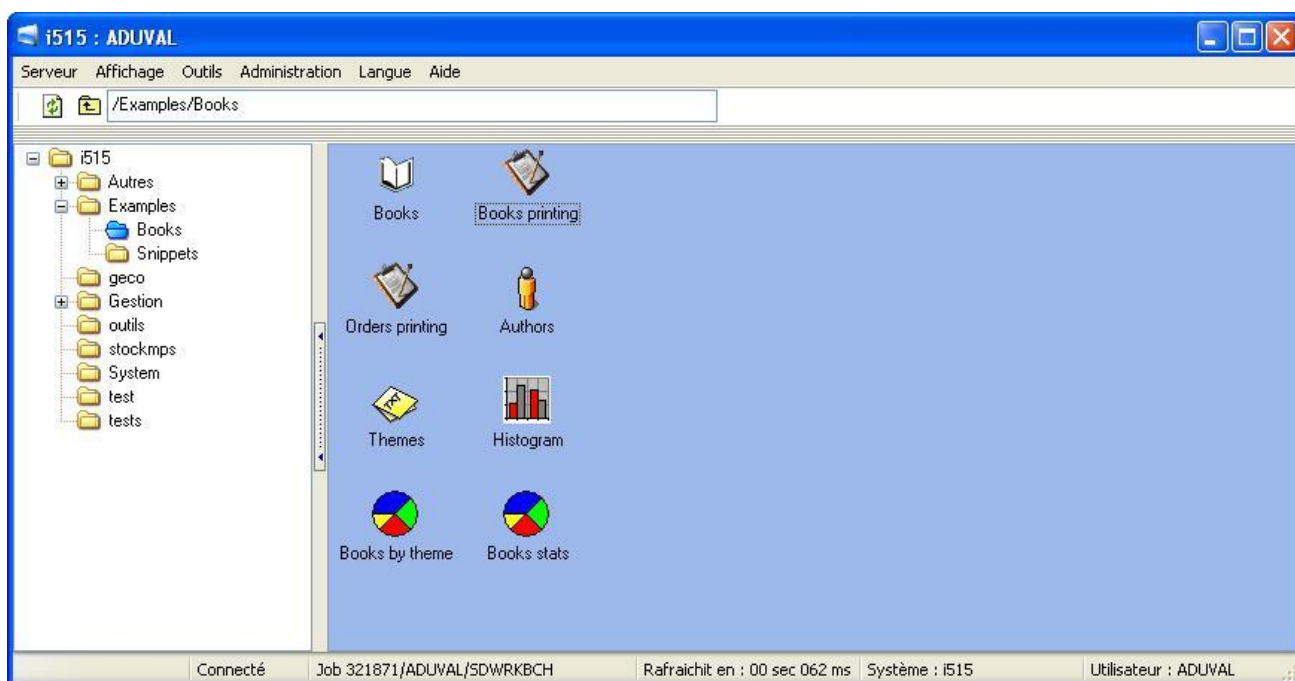 i515 : ADUVAL
Serveur Affichage Outils Administration Langue Aide
/Examples/Books
i515
Autres
Examples
Books
Snippets
geco
Gestion
outils
stockmps
System
test
tests
Books Books printing
Orders printing Authors
Themes Histogram
Books by theme Books stats
Connecté Job 321871/ADUVAL/SDWRKBCH Rafraichit en : 00 sec 062 ms Système : i515 Utilisateur : ADUVAL